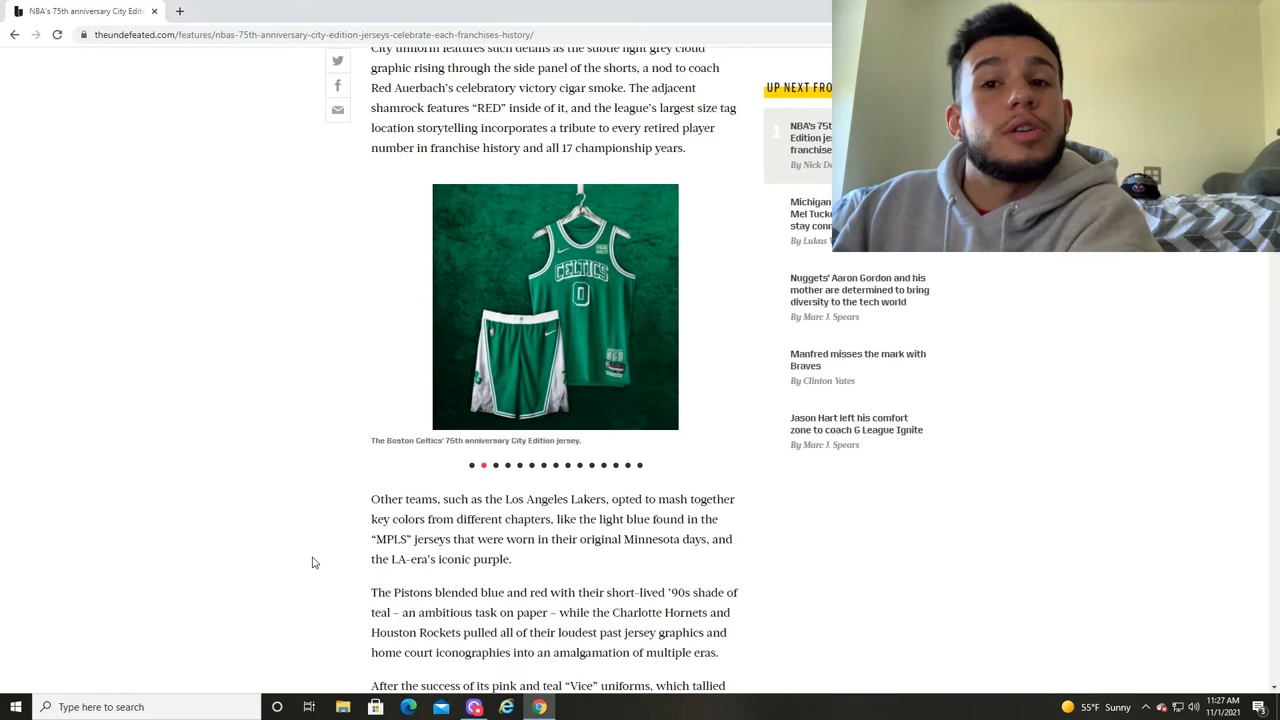 NBA's 75th anniversary City Edit
theundefeated.com/features/nbas-75th-anniversary-city-edition-jerseys-celebrate-each-franchises-history/
City uniform features such details as the subtle light grey cloud
graphic rising through the side panel of the shorts, a nod to coach
Red Auerbach's celebratory victory cigar smoke. The adjacent
shamrock features “RED” inside of it, and the league's largest size tag
location storytelling incorporates a tribute to every retired player
number in franchise history and all 17 championship years.
CELTICS
0
The Boston Celtics' 75th anniversary City Edition jersey.
Other teams, such as the Los Angeles Lakers, opted to mash together
key colors from different chapters, like the light blue found in the
“MPLS” jerseys that were worn in their original Minnesota days, and
the LA-era's iconic purple.
The Pistons blended blue and red with their short-lived ’90s shade of
teal – an ambitious task on paper – while the Charlotte Hornets and
Houston Rockets pulled all of their loudest past jersey graphics and
home court iconographies into an amalgamation of multiple eras.
After the success of its pink and teal “Vice” uniforms, which tallied
UP NEXT FRO
1
NBA's 75t
Edition je
franchise
By Nick De
Michigan
Mel Tucke
stay conn
By Lukas
Nuggets' Aaron Gordon and his
mother are determined to bring
diversity to the tech world
By Marc J. Spears
Manfred misses the mark with
Braves
By Clinton Yates
Jason Hart left his comfort
zone to coach G League Ignite
By Marc J. Spears
Type here to search
55°F Sunny
11:27 AM
11/1/2021